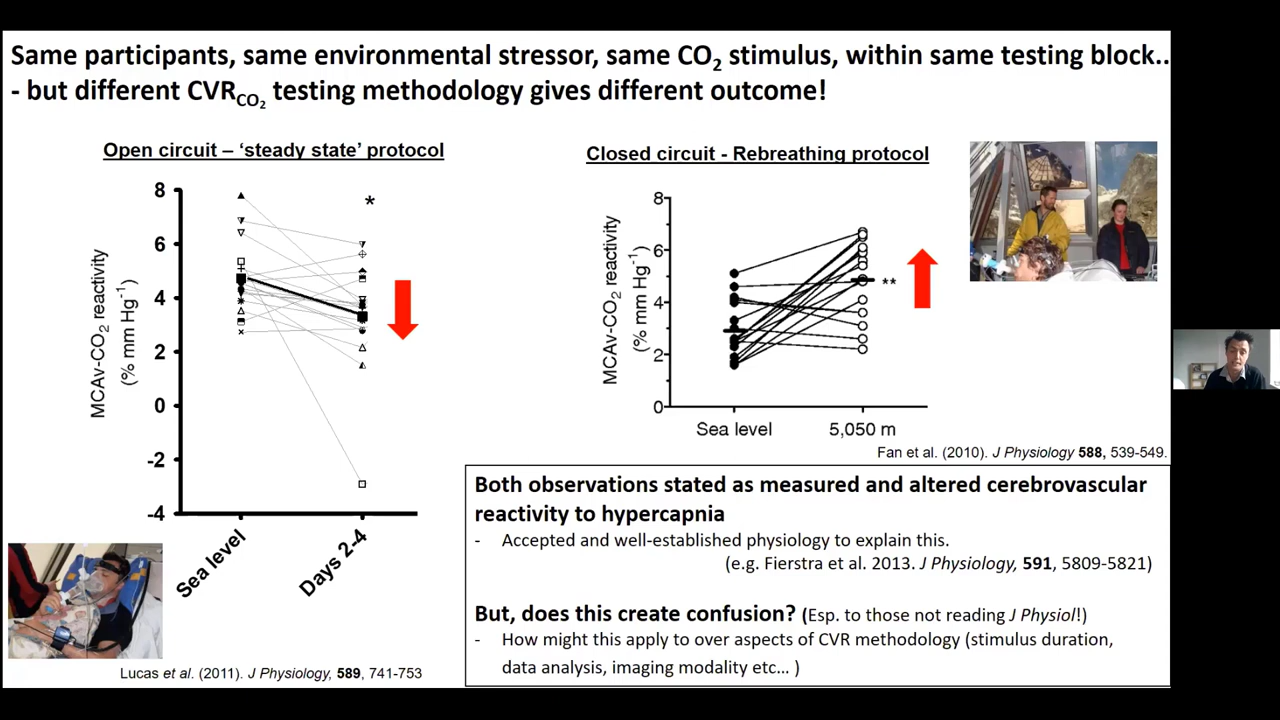 Same participants, same environmental stressor, same CO2 stimulus, within same testing block..
- but different CVRCO2 testing methodology gives different outcome!
Open circuit – ‘steady state’ protocol
8
6
4
2
0
-2
-4
MCAv-CO2 reactivity
(% mm Hg-1)
*
Sea level
Days 2-4
Lucas et al. (2011). J Physiology, 589, 741-753
Closed circuit - Rebreathing protocol
8
6
4
2
0
MCAv-CO2 reactivity
(% mm Hg-1)
**
Sea level
5,050 m
Fan et al. (2010). J Physiology 588, 539-549.
Both observations stated as measured and altered cerebrovascular
reactivity to hypercapnia
- Accepted and well-established physiology to explain this.
(e.g. Fierstra et al. 2013. J Physiology, 591, 5809-5821)
But, does this create confusion? (Esp. to those not reading J Physiol!)
- How might this apply to over aspects of CVR methodology (stimulus duration,
data analysis, imaging modality etc... )